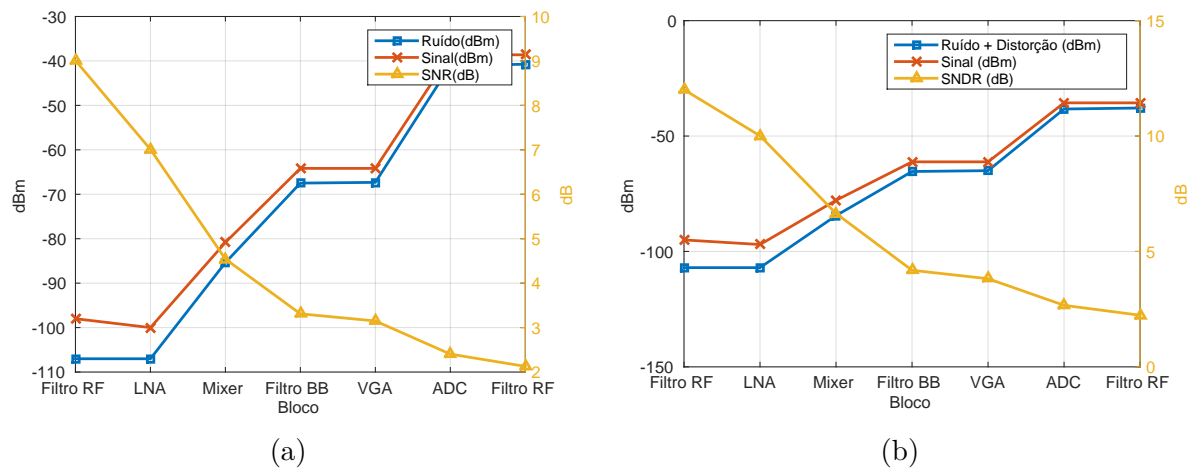 -30
-40
-50
-60
-70
-80
-90
-100
-110
dBm
Ruído(dBm)
Sinal(dBm)
SNR(dB)
10
9
8
7
6
5
4
3
2
dB
Filtro RF LNA Mixer Filtro BB VGA ADC Filtro RF
Bloco
(a)
0
-50
-100
-150
dBm
Ruído + Distorção (dBm)
Sinal (dBm)
SNDR (dB)
15
10
5
0
dB
Filtro RF LNA Mixer Filtro BB VGA ADC Filtro RF
Bloco
(b)